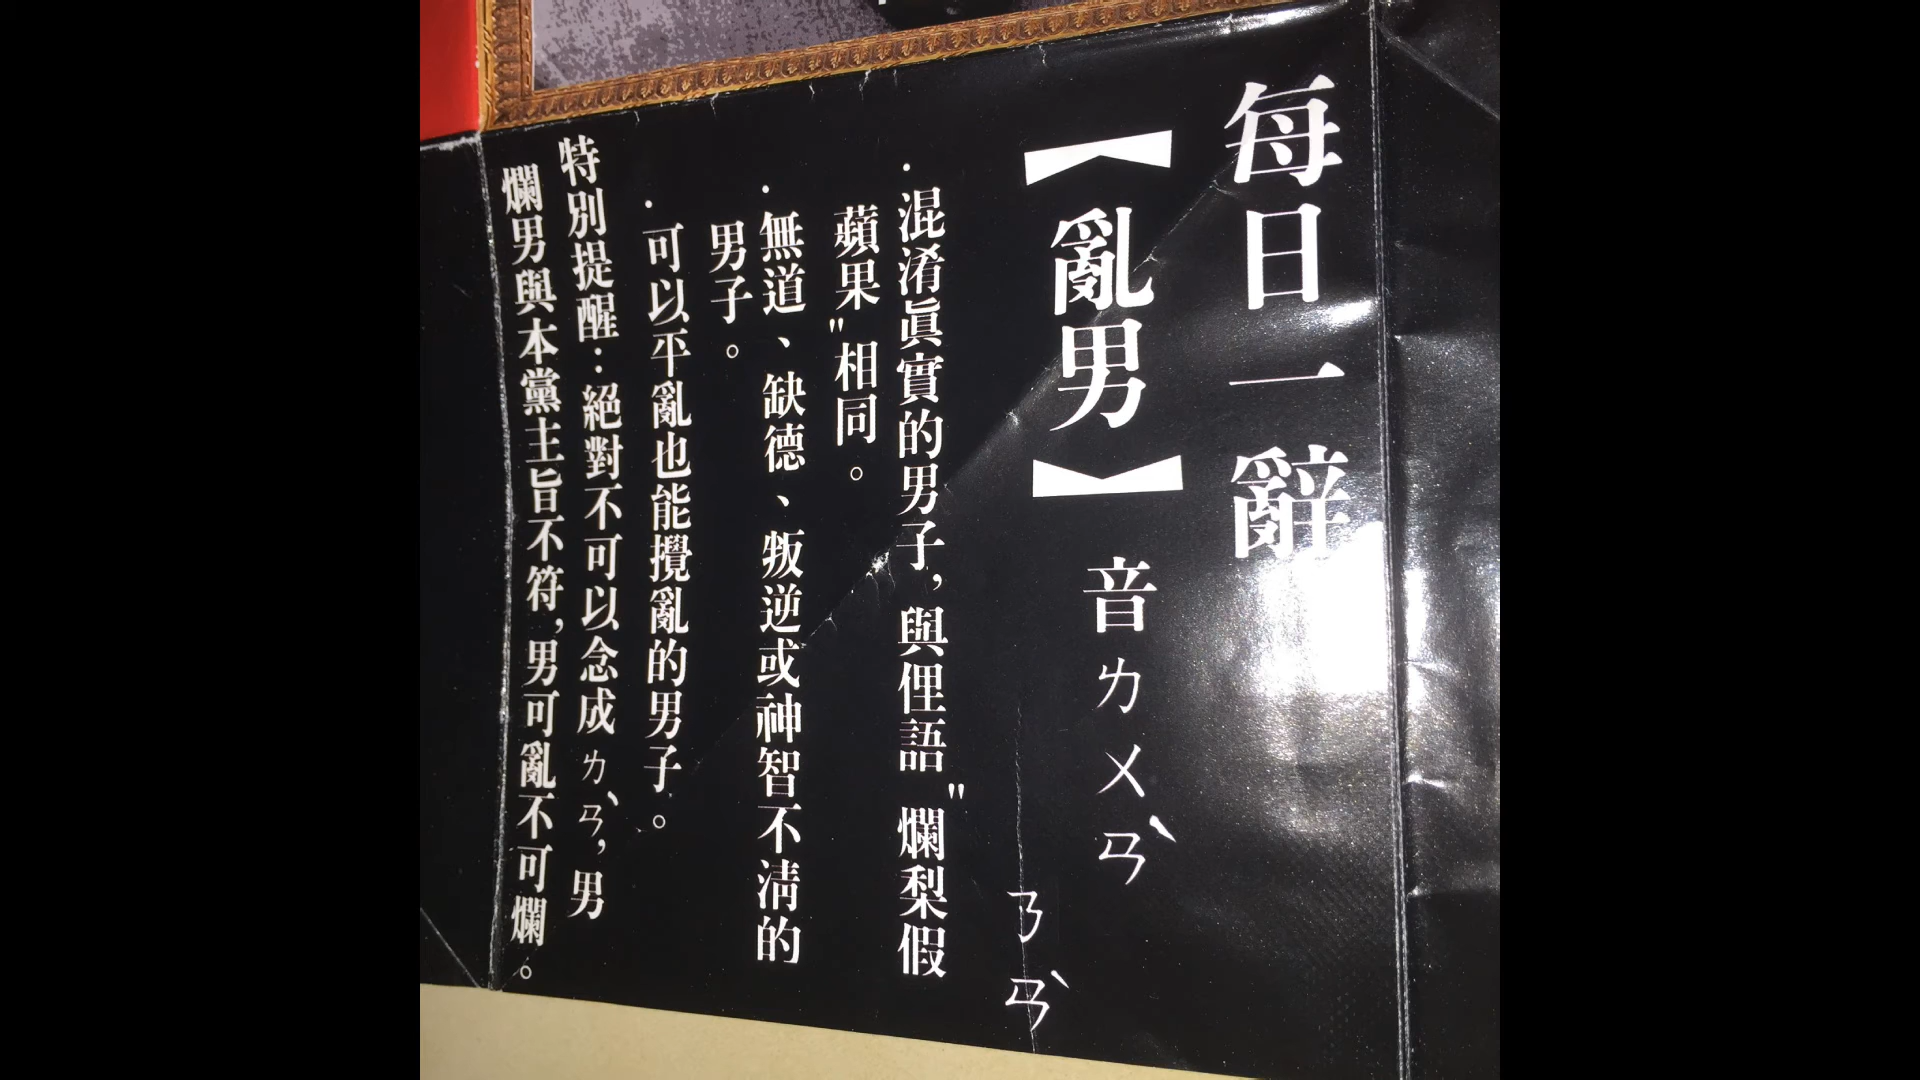 每日一辭
【亂男】音ㄌㄨㄢˋ
ㄋㄢˋ
．混淆眞實的男子，與俚語"爛梨假
蘋果"相同。
．無道、缺德、叛逆或神智不清的
男子。
．可以平亂也能攪亂的男子。
特別提醒：絕對不可以念成ㄌㄢˋ，男
爛男與本黨主旨不符，男可亂不可爛。